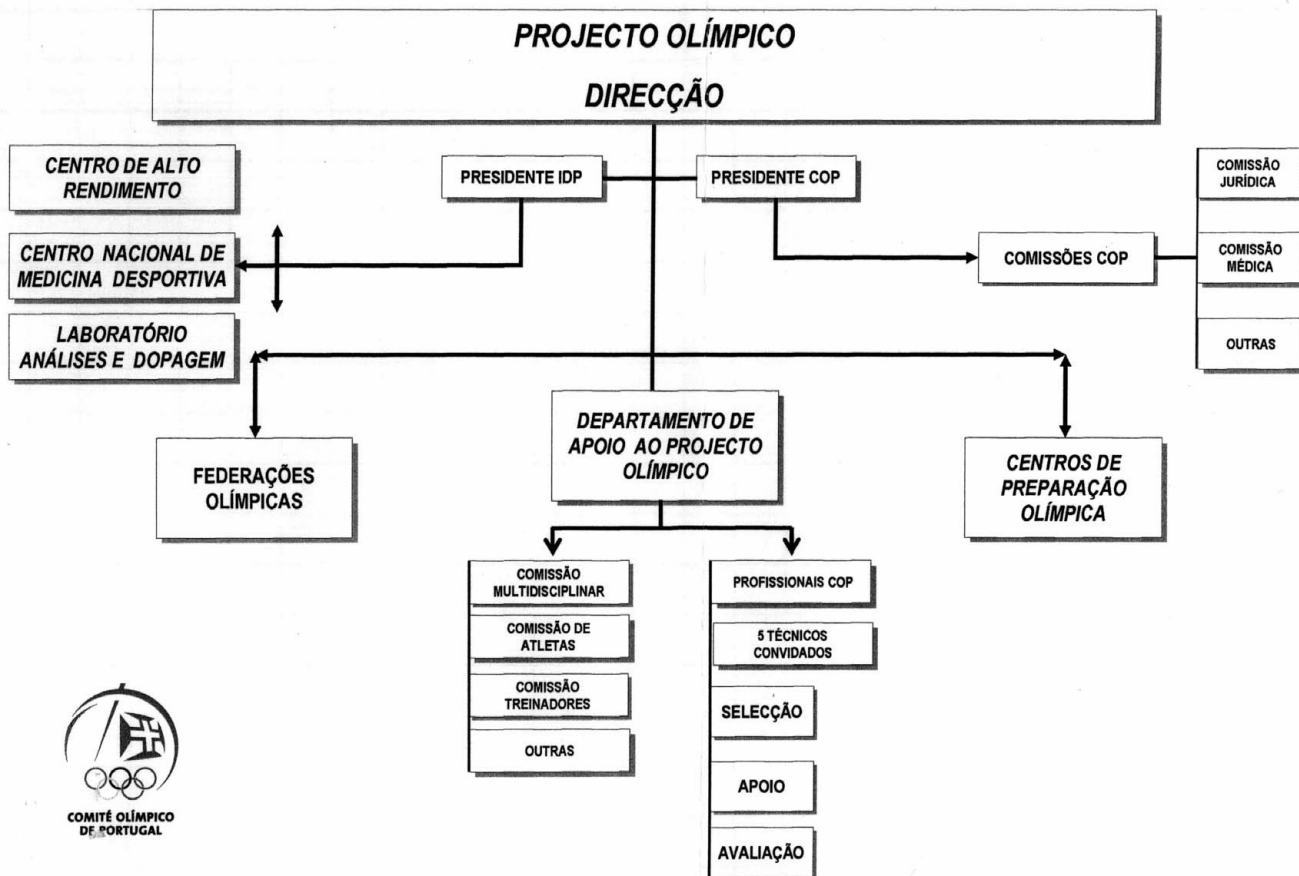 PROJECTO OLÍMPICO
DIRECÇÃO
CENTRO DE ALTO
RENDIMENTO
PRESIDENTE IDP
PRESIDENTE COP
COMISSÃO
JURÍDICA
CENTRO NACIONAL DE
MEDICINA DESPORTIVA
COMISSÕES COP
COMISSÃO
MÉDICA
LABORATÓRIO
ANÁLISES E DOPAGEM
OUTRAS
FEDERAÇÕES
OLÍMPICAS
DEPARTAMENTO DE
APOIO AO PROJECTO
OLÍMPICO
CENTROS DE
PREPARAÇÃO
OLÍMPICA
COMISSÃO
MULTIDISCIPLINAR
COMISSÃO DE
ATLETAS
COMISSÃO
TREINADORES
OUTRAS
PROFISSIONAIS COP
5 TÉCNICOS
CONVIDADOS
SELECÇÃO
APOIO
AVALIAÇÃO
COMITÉ OLÍMPICO
DE PORTUGAL